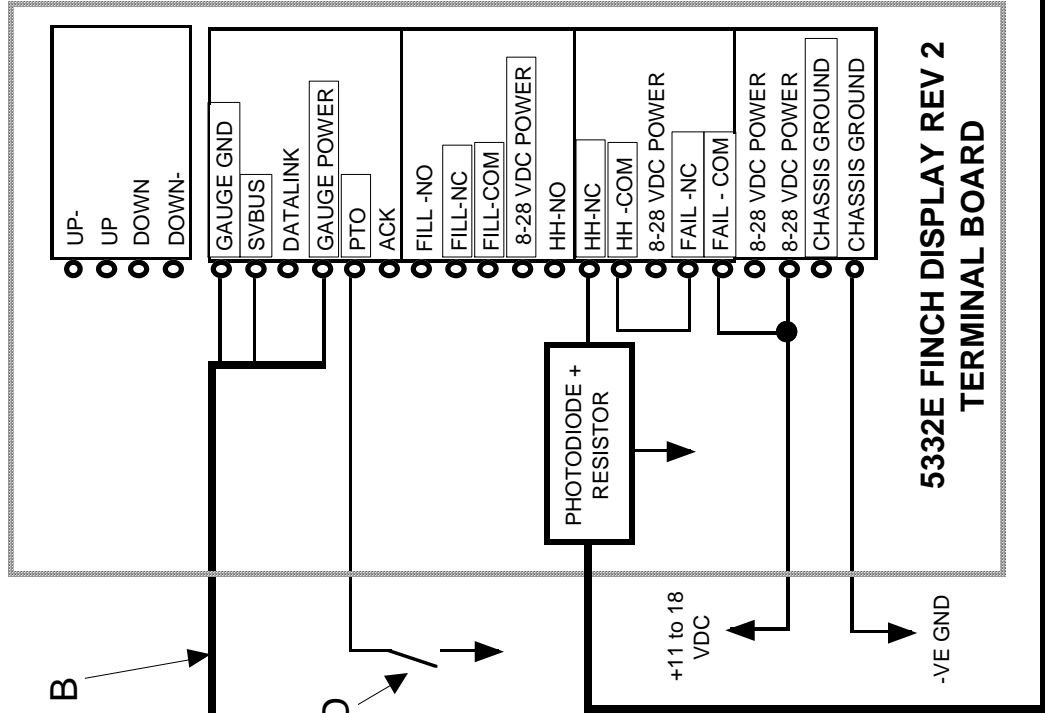 UP-
UP
DOWN
DOWN-
GAUGE GND
SVBUS
DATALINK
GAUGE POWER
PTO
ACK
FILL -NO
FILL-NC
FILL-COM
8-28 VDC POWER
HH-NO
HH-NC
HH -COM
8-28 VDC POWER
FAIL -NC
FAIL - COM
8-28 VDC POWER
8-28 VDC POWER
CHASSIS GROUND
CHASSIS GROUND
5332E FINCH DISPLAY REV 2
TERMINAL BOARD
PHOTODIODE +
RESISTOR
+11 to 18
VDC
-VE GND
B